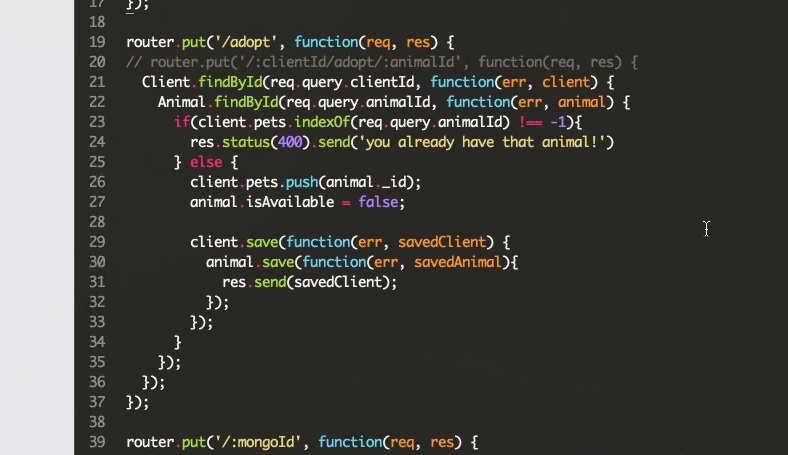 17 });
18
19 router.put('/adopt', function(req, res) {
20 // router.put('/:clientId/adopt/:animalId', function(req, res) {
21   Client.findById(req.query.clientId, function(err, client) {
22     Animal.findById(req.query.animalId, function(err, animal) {
23       if(client.pets.indexOf(req.query.animalId) !== -1){
24         res.status(400).send('you already have that animal!')
25       } else {
26         client.pets.push(animal._id);
27         animal.isAvailable = false;
28
29         client.save(function(err, savedClient) {
30           animal.save(function(err, savedAnimal){
31             res.send(savedClient);
32           });
33         });
34       }
35     });
36   });
37 });
38
39 router.put('/:mongoId', function(req, res) {